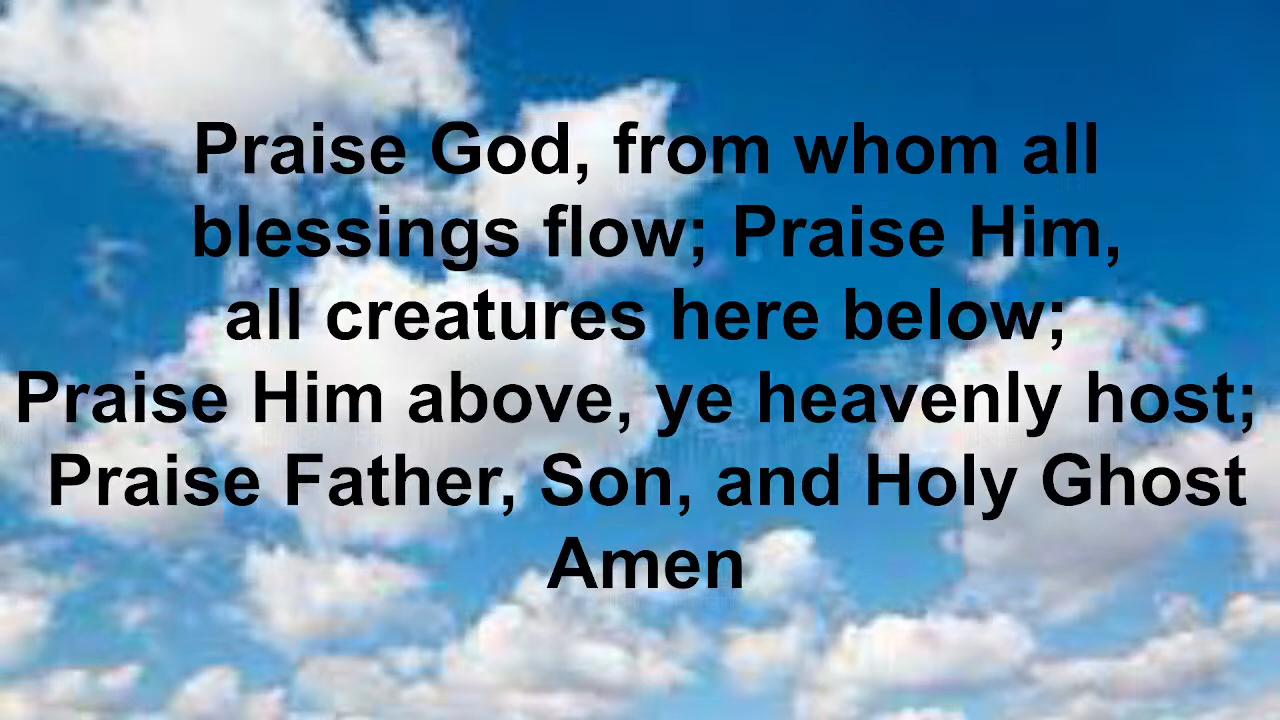 Praise God, from whom all
blessings flow; Praise Him,
all creatures here below;
Praise Him above, ye heavenly host;
Praise Father, Son, and Holy Ghost
Amen